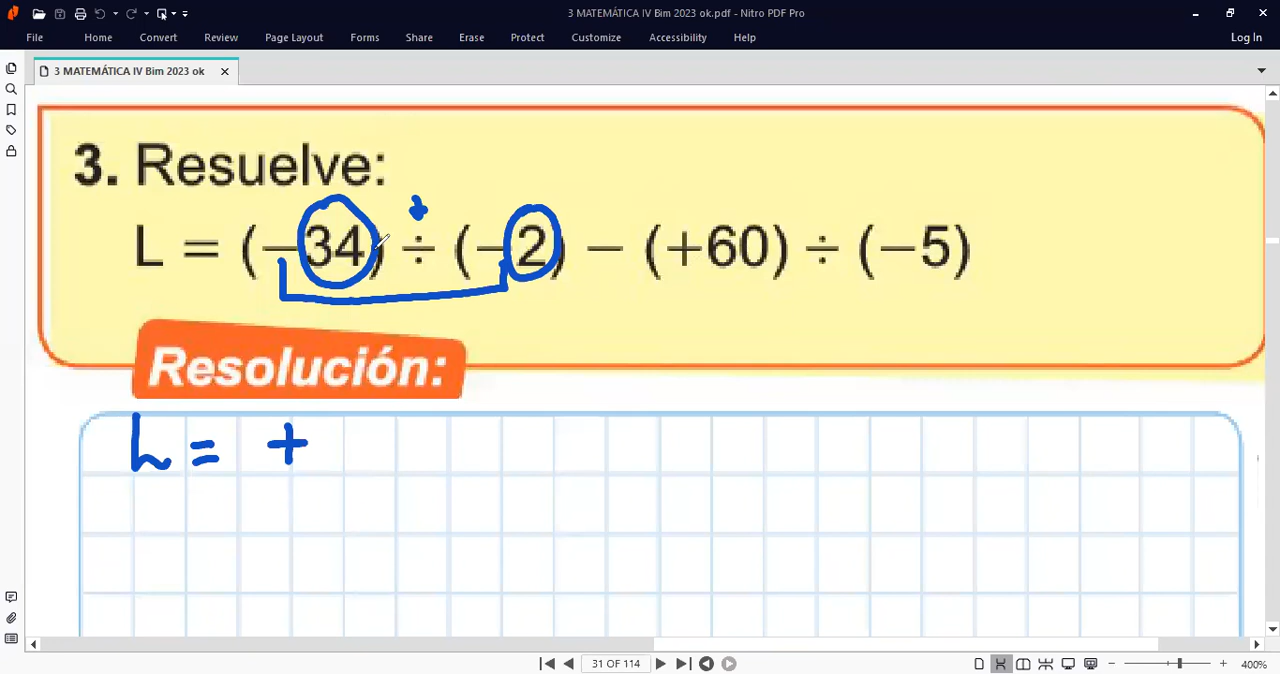 3 MATEMÁTICA IV Bim 2023 ok.pdf - Nitro PDF Pro
File Home Convert Review Page Layout Forms Share Erase Protect Customize Accessibility Help Log In
3 MATEMÁTICA IV Bim 2023 ok
3. Resuelve:
L = (−34) ÷ (−2) − (+60) ÷ (−5)
Resolución:
L = +
31 OF 114
400%